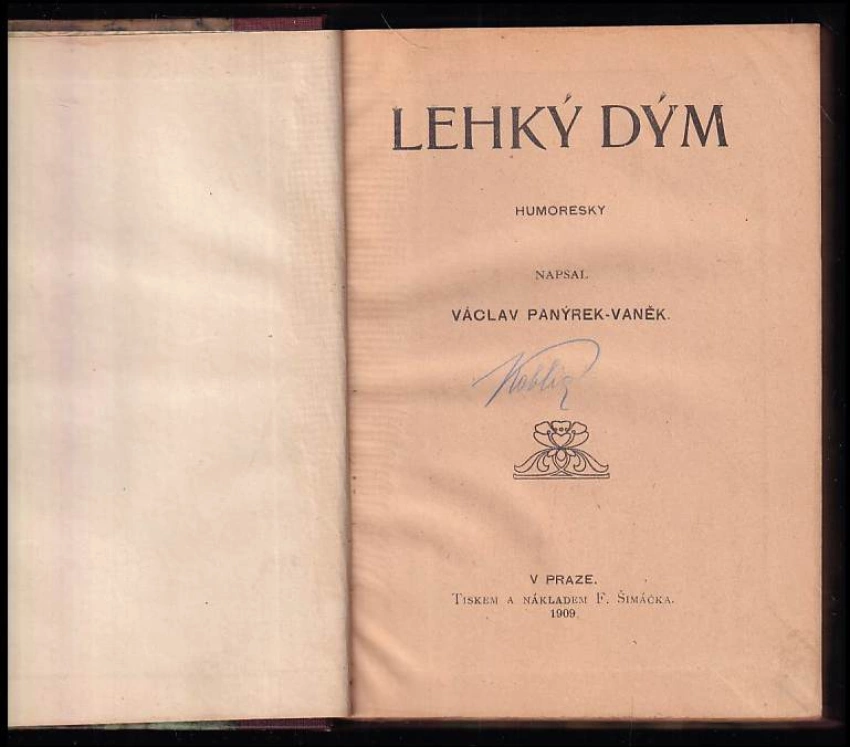 LEHKÝ DÝM
HUMORESKY
NAPSAL
VÁCLAV PANÝREK-VANĚK.
V PRAZE.
TISKEM A NÁKLADEM F. ŠIMÁČKA.
1909.